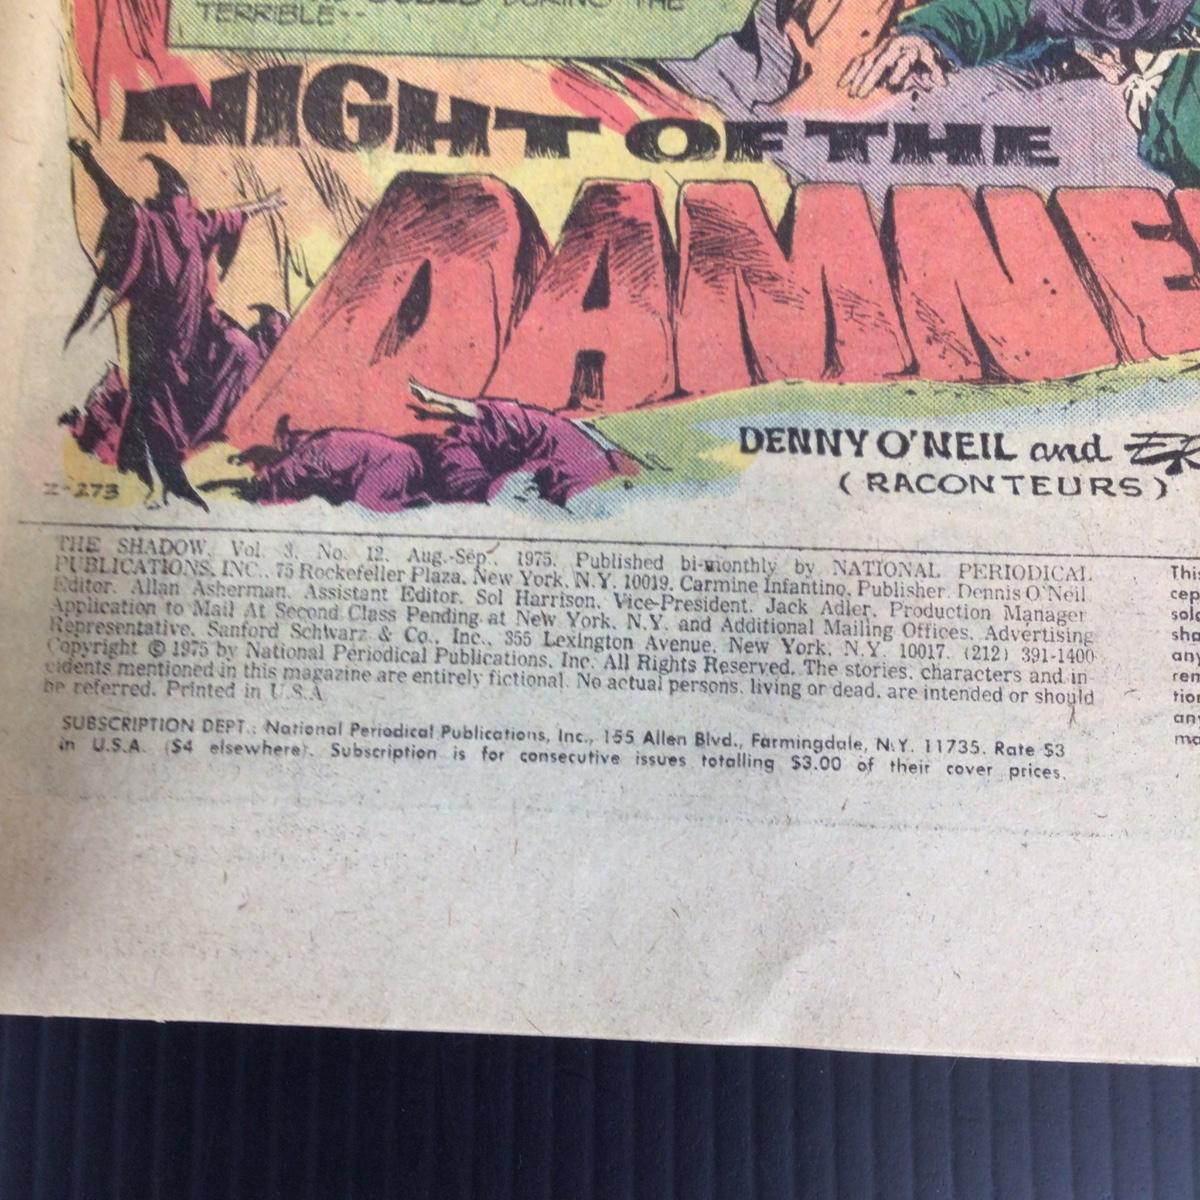 DURING THE
TERRIBLE--
NIGHT OF THE
DAMNE
DENNY O'NEIL and
(RACONTEURS)
Z-273
THE SHADOW, Vol. 3, No. 12, Aug.-Sep., 1975. Published bi-monthly by NATIONAL PERIODICAL
PUBLICATIONS, INC., 75 Rockefeller Plaza, New York, N.Y. 10019. Carmine Infantino, Publisher. Dennis O'Neil,
Editor. Allan Asherman, Assistant Editor. Sol Harrison, Vice-President. Jack Adler, Production Manager
Application to Mail At Second Class Pending at New York, N.Y. and Additional Mailing Offices. Advertising
Representative, Sanford Schwarz & Co., Inc., 355 Lexington Avenue, New York, N.Y. 10017. (212) 391-1400
Copyright © 1975 by National Periodical Publications, Inc. All Rights Reserved. The stories, characters and in-
cidents mentioned in this magazine are entirely fictional. No actual persons, living or dead, are intended or should
be referred. Printed in U.S.A.
SUBSCRIPTION DEPT.: National Periodical Publications, Inc., 155 Allen Blvd., Farmingdale, N.Y. 11735. Rate $3
in U.S.A. ($4 elsewhere). Subscription is for consecutive issues totalling $3.00 of their cover prices.
This
cep
sol
sha
any
rem
tion
any
ma